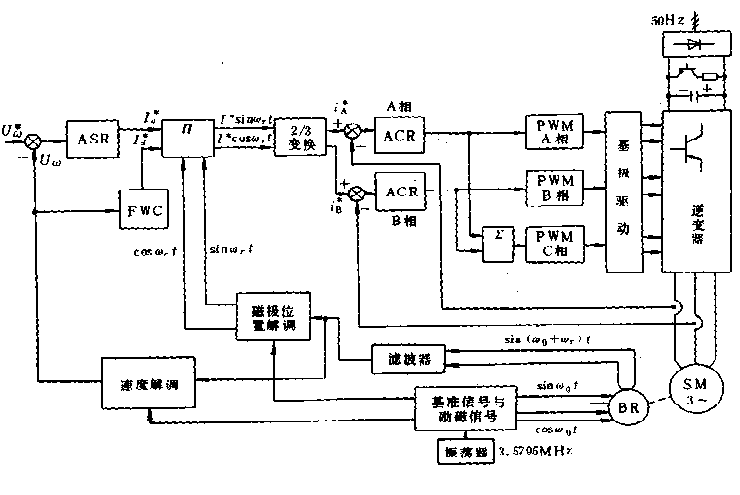 50Hz
A相
U*ω
ASR
I*q
I*d
Π
I*sinωrt
I*cosωrt
2/3
变换
i*A
ACR
PWM
A相
基极驱动
逆变器
Uω
FWC
i*B
ACR
B相
PWM
B相
Σ
PWM
C相
cosωrt
sinωrt
磁极位
置解调
sin(ω0+ωr)t
滤波器
速度解调
基准信号与
励磁信号
sinω0t
cosω0t
BR
SM
3~
振荡器
3.5795MHz